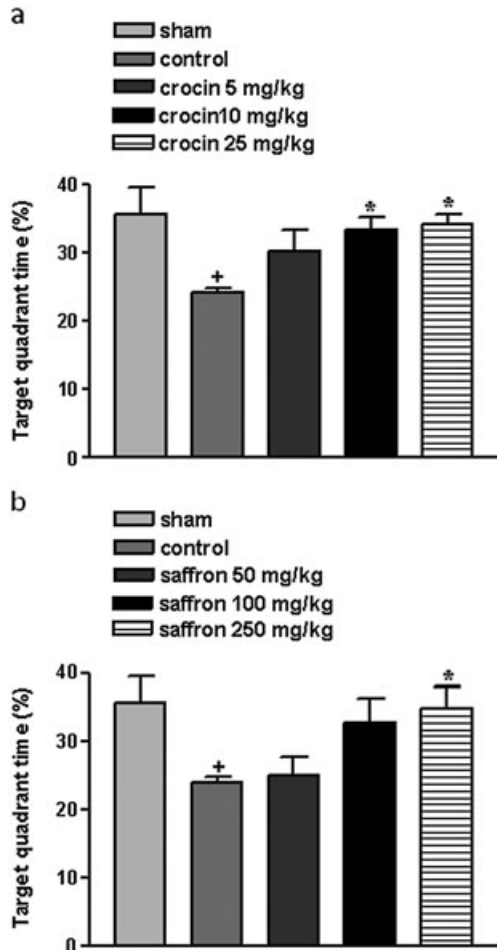 a
sham
control
crocin 5 mg/kg
crocin10 mg/kg
crocin 25 mg/kg
Target quadrant time (%)
40
30
20
10
0
+
*
*
b
sham
control
saffron 50 mg/kg
saffron 100 mg/kg
saffron 250 mg/kg
Target quadrant time (%)
40
30
20
10
0
+
*